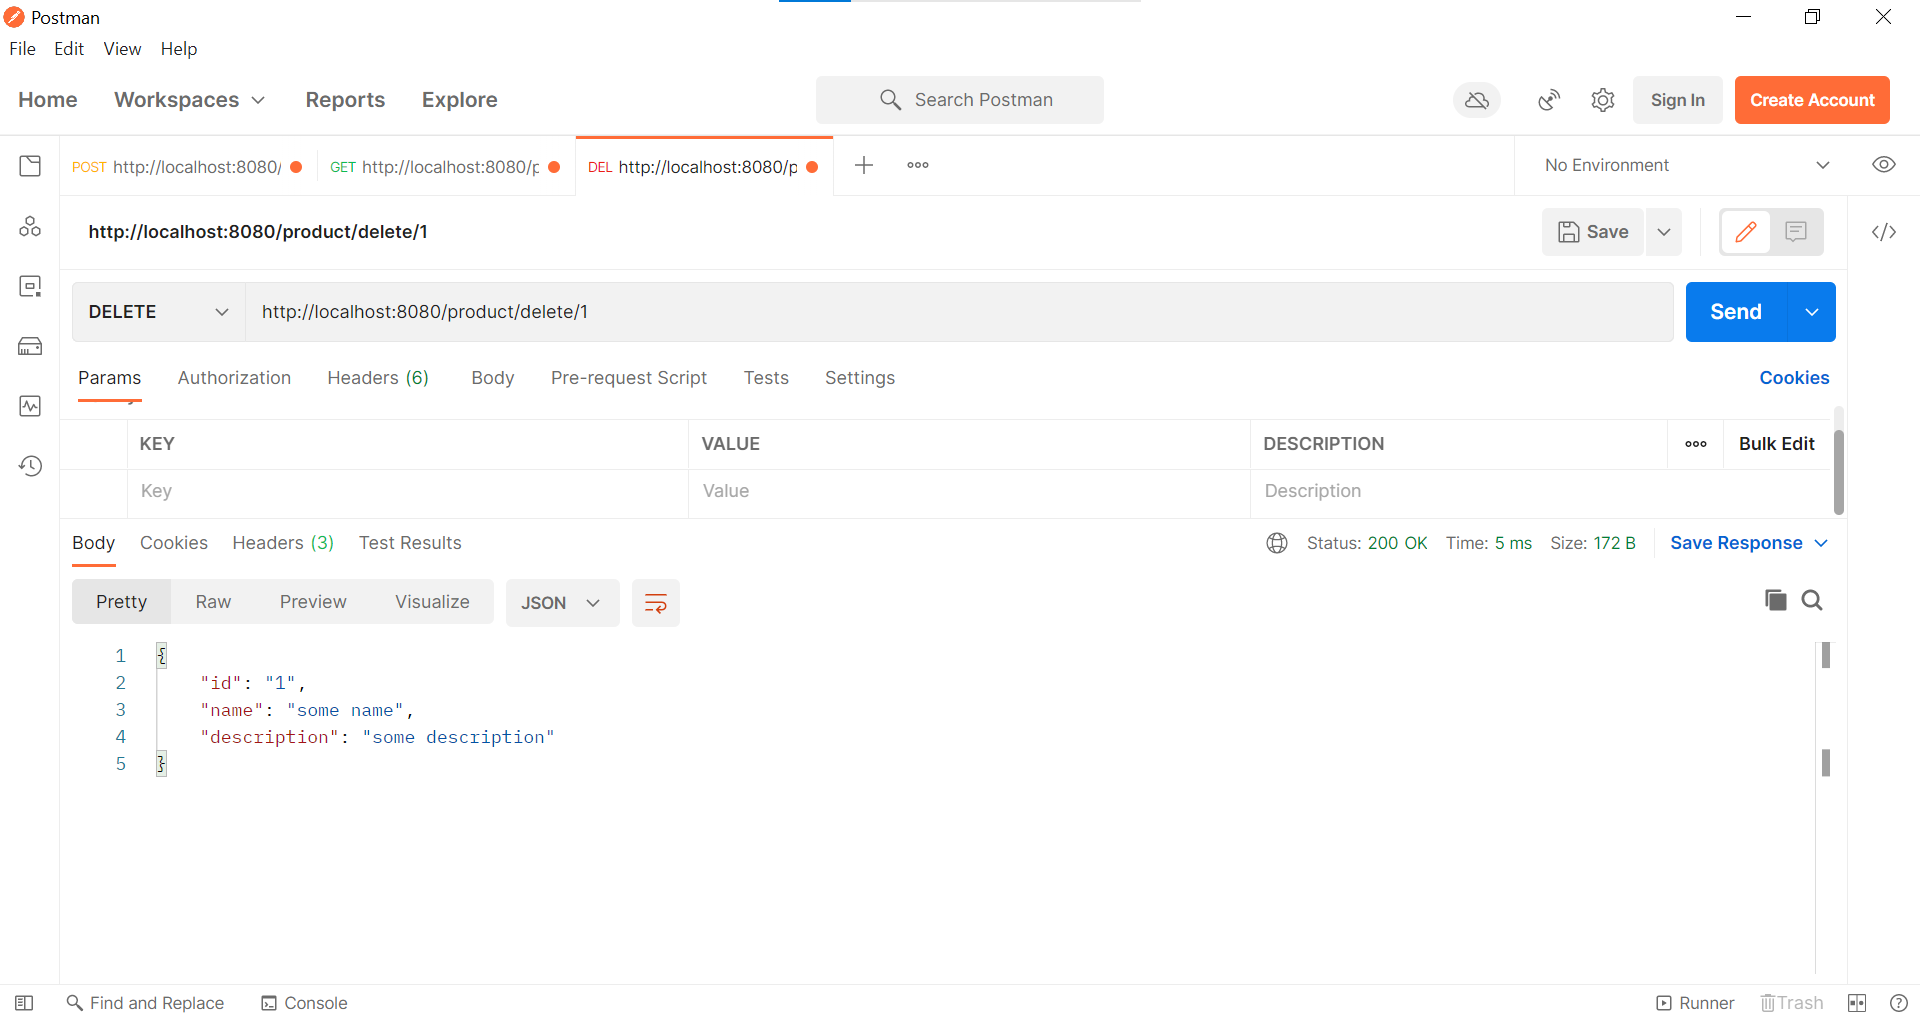 Postman
File Edit View Help
Home Workspaces Reports Explore Search Postman Sign In Create Account
POST http://localhost:8080/ GET http://localhost:8080/p DEL http://localhost:8080/p No Environment
http://localhost:8080/product/delete/1 Save
DELETE http://localhost:8080/product/delete/1 Send
Params Authorization Headers (6) Body Pre-request Script Tests Settings Cookies
KEY VALUE DESCRIPTION Bulk Edit
Key Value Description
Body Cookies Headers (3) Test Results Status: 200 OK Time: 5 ms Size: 172 B Save Response
Pretty Raw Preview Visualize JSON
1 {
2 "id": "1",
3 "name": "some name",
4 "description": "some description"
5 }
Find and Replace Console Runner Trash